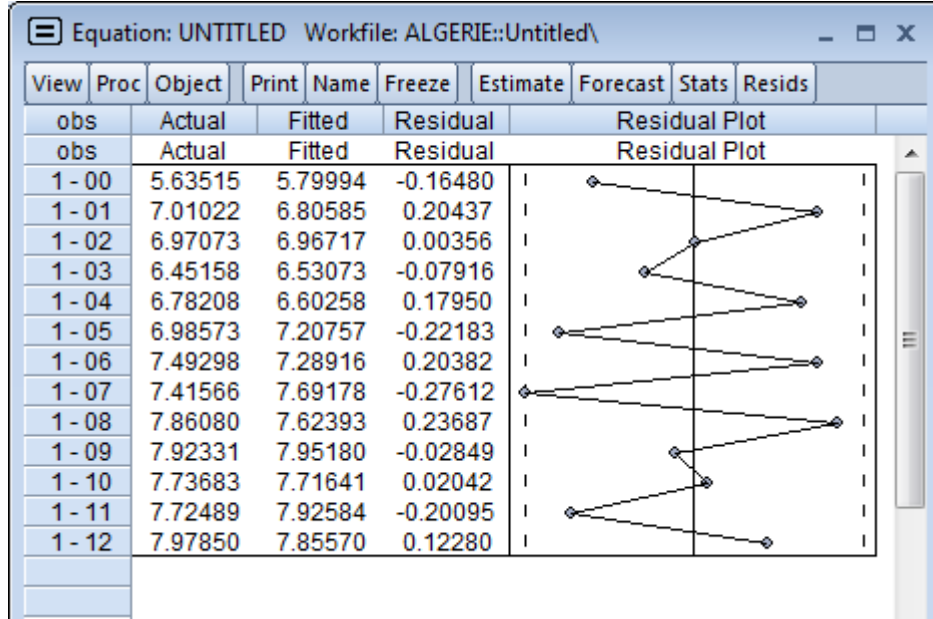 Equation: UNTITLED Workfile: ALGERIE::Untitled\
View Proc Object Print Name Freeze Estimate Forecast Stats Resids
obs Actual Fitted Residual Residual Plot
obs Actual Fitted Residual Residual Plot
1 - 00 5.63515 5.79994 -0.16480
1 - 01 7.01022 6.80585 0.20437
1 - 02 6.97073 6.96717 0.00356
1 - 03 6.45158 6.53073 -0.07916
1 - 04 6.78208 6.60258 0.17950
1 - 05 6.98573 7.20757 -0.22183
1 - 06 7.49298 7.28916 0.20382
1 - 07 7.41566 7.69178 -0.27612
1 - 08 7.86080 7.62393 0.23687
1 - 09 7.92331 7.95180 -0.02849
1 - 10 7.73683 7.71641 0.02042
1 - 11 7.72489 7.92584 -0.20095
1 - 12 7.97850 7.85570 0.12280